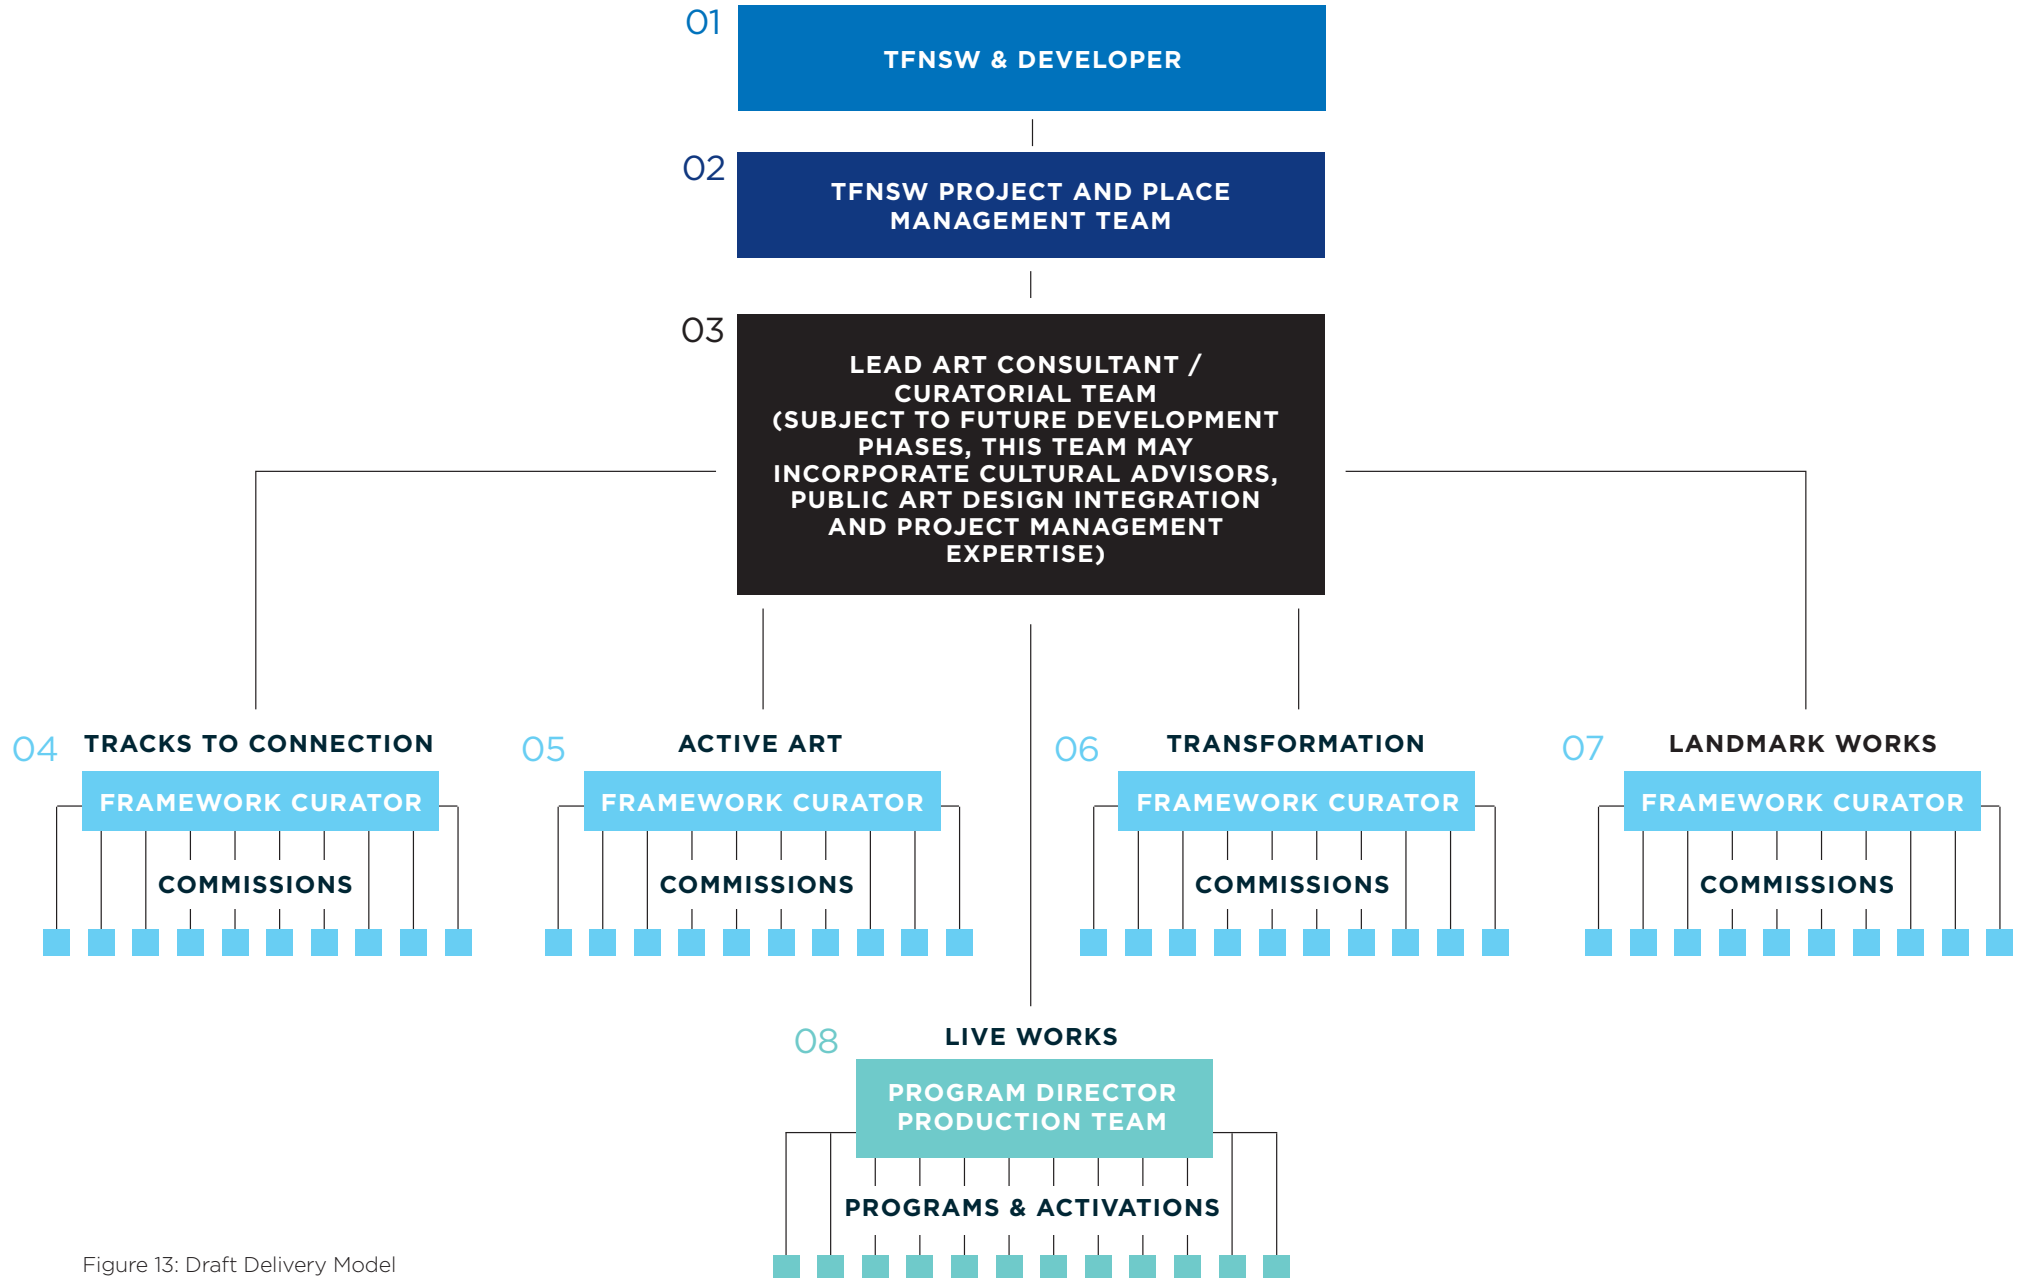 01
TFNSW & DEVELOPER
02
TFNSW PROJECT AND PLACE
MANAGEMENT TEAM
03
LEAD ART CONSULTANT /
CURATORIAL TEAM
(SUBJECT TO FUTURE DEVELOPMENT
PHASES, THIS TEAM MAY
INCORPORATE CULTURAL ADVISORS,
PUBLIC ART DESIGN INTEGRATION
AND PROJECT MANAGEMENT
EXPERTISE)
04
TRACKS TO CONNECTION
FRAMEWORK CURATOR
COMMISSIONS
05
ACTIVE ART
FRAMEWORK CURATOR
COMMISSIONS
06
TRANSFORMATION
FRAMEWORK CURATOR
COMMISSIONS
07
LANDMARK WORKS
FRAMEWORK CURATOR
COMMISSIONS
08
LIVE WORKS
PROGRAM DIRECTOR
PRODUCTION TEAM
PROGRAMS & ACTIVATIONS
Figure 13: Draft Delivery Model